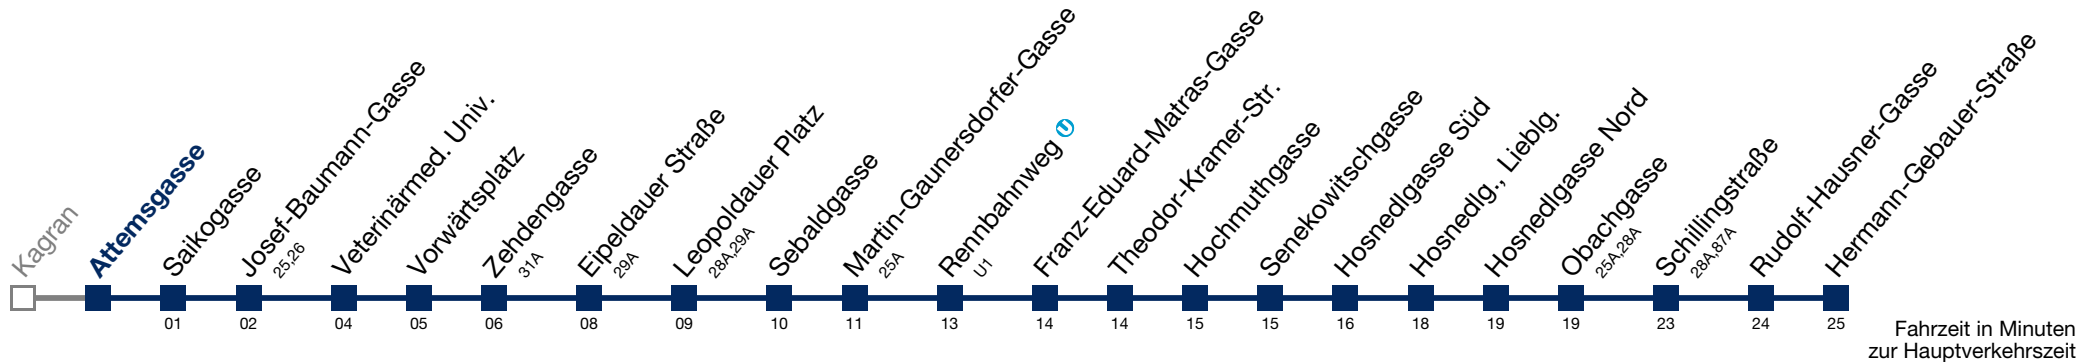 Kagran
Attemsgasse
Saikogasse
Josef-Baumann-Gasse
25,26
Veterinärmed. Univ.
Vorwärtsplatz
Zehdengasse
31A
Eipeldauer Straße
29A
Leopoldauer Platz
28A,29A
Sebaldgasse
Martin-Gaunersdorfer-Gasse
25A
Rennbahnweg U
U1
Franz-Eduard-Matras-Gasse
Theodor-Kramer-Str.
Hochmuthgasse
Senekowitschgasse
Hosnedlgasse Süd
Hosnedlg., Lieblg.
Hosnedlgasse Nord
Obachgasse
25A,28A
Schillingstraße
28A,87A
Rudolf-Hausner-Gasse
Hermann-Gebauer-Straße
01 02 04 05 06 08 09 10 11 13 14 14 15 15 16 18 19 19 23 24 25
Fahrzeit in Minuten
zur Hauptverkehrszeit